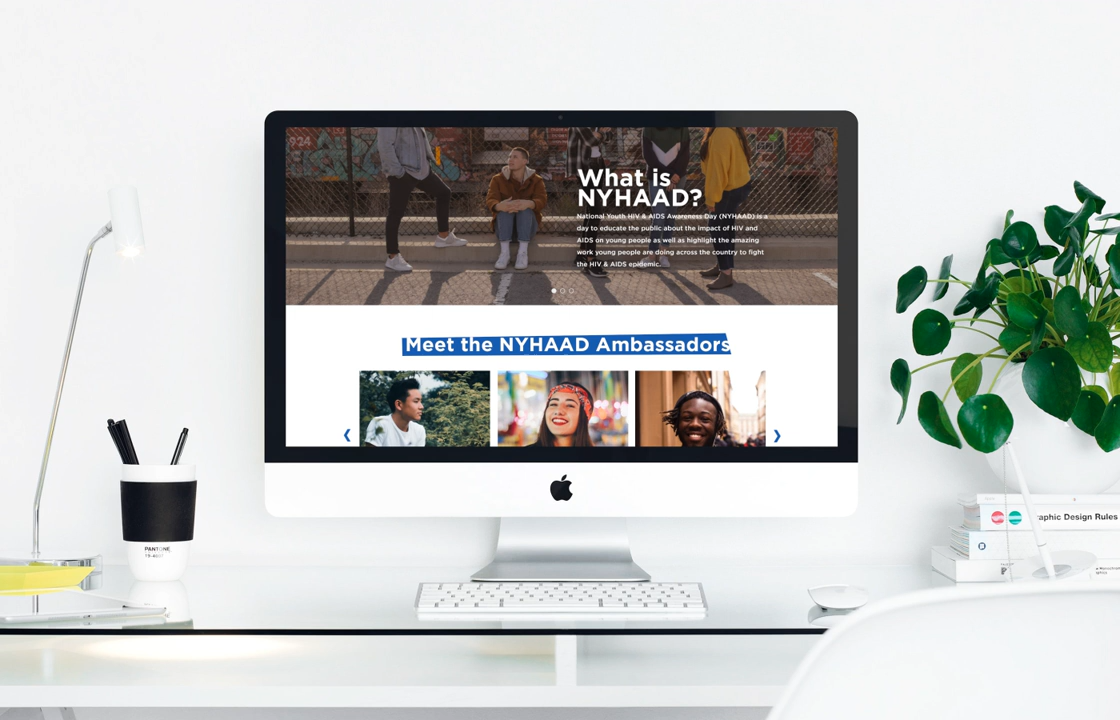 924
What is
NYHAAD?
National Youth HIV & AIDS Awareness Day (NYHAAD) is a
day to educate the public about the impact of HIV and
AIDS on young people as well as highlight the amazing
work young people are doing across the country to fight
the HIV & AIDS epidemic.
Meet the NYHAAD Ambassadors
PANTONE
raphic Design Rules